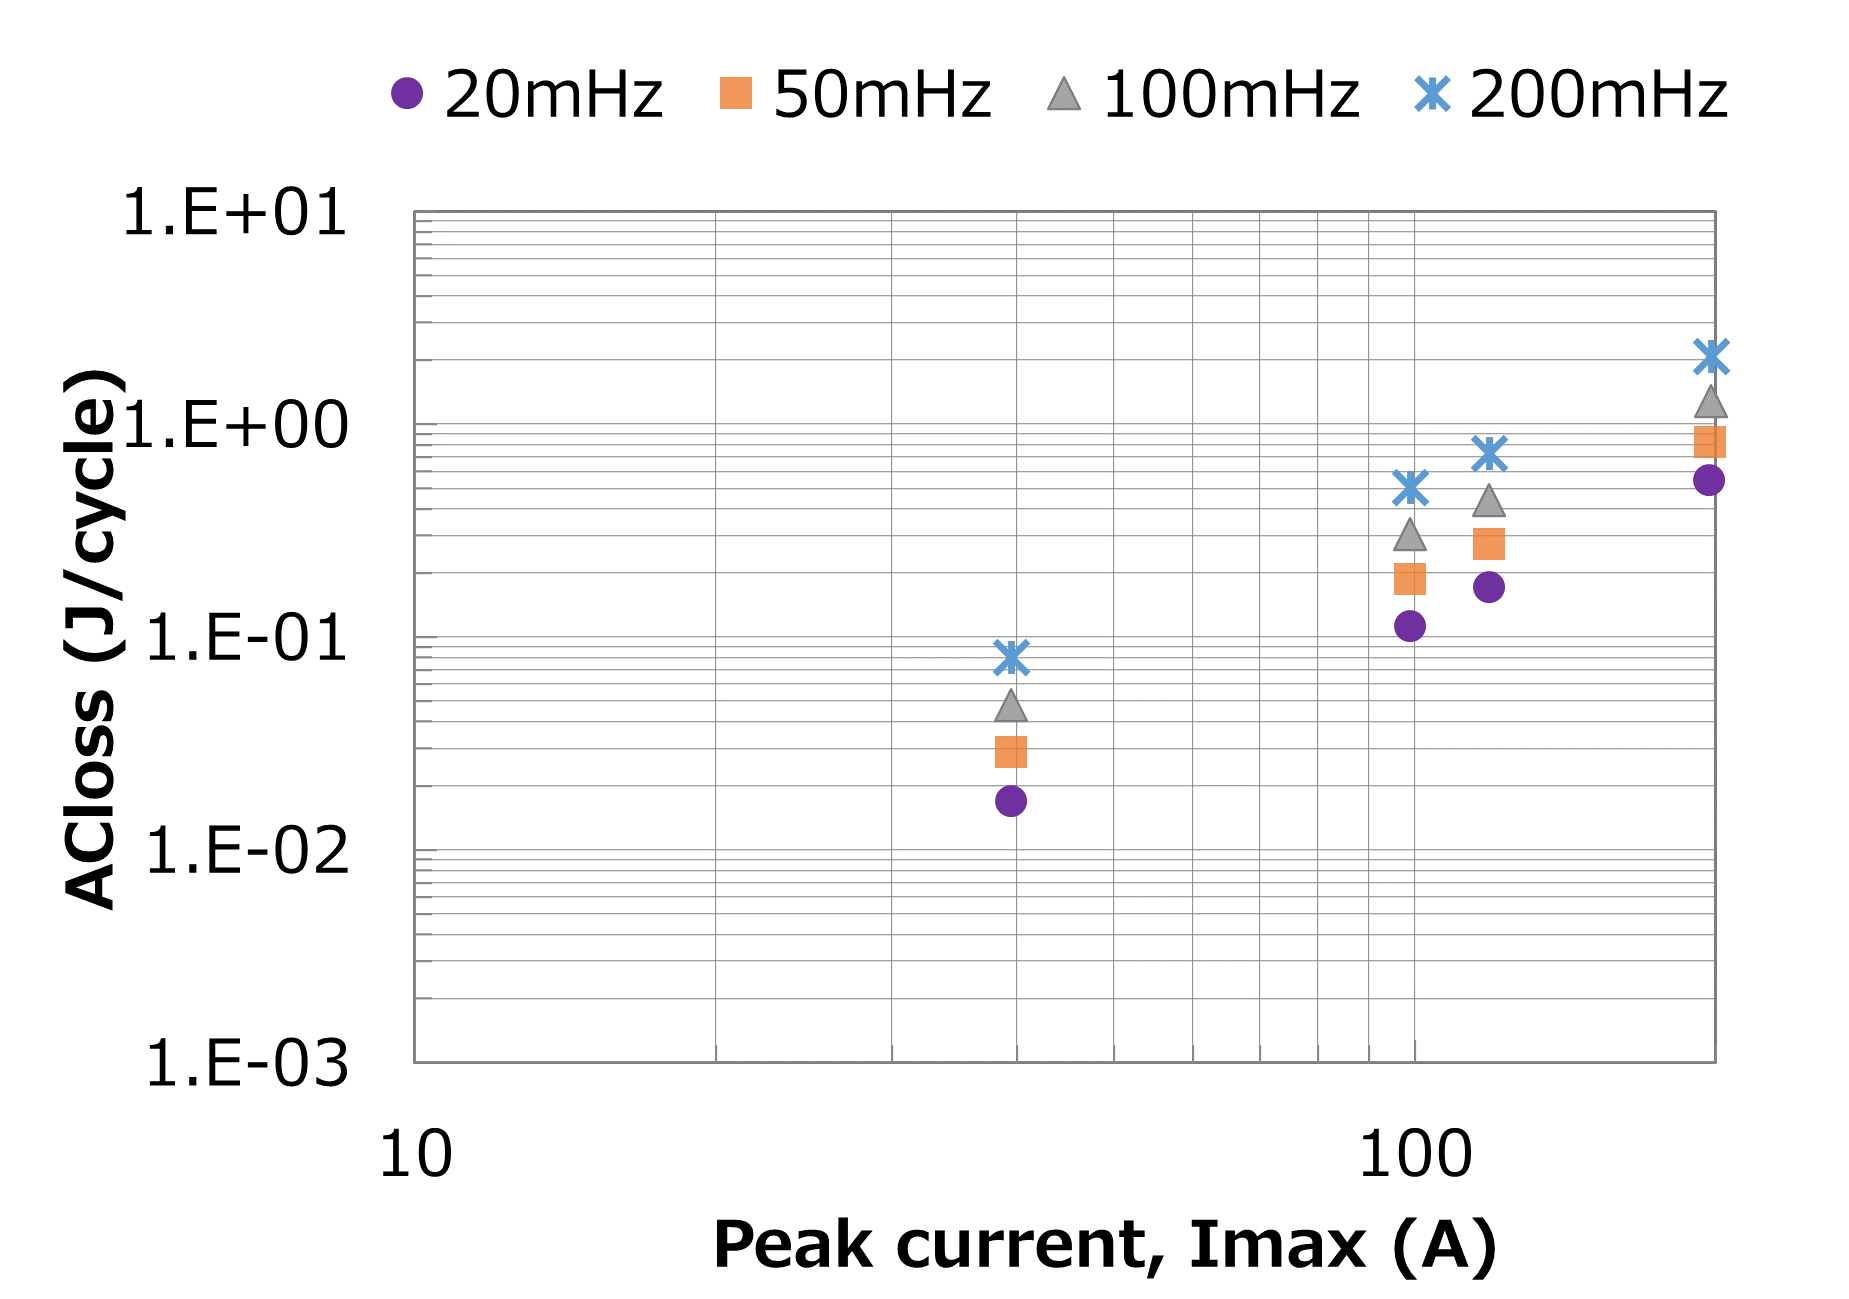 20mHz 50mHz 100mHz 200mHz
1.E+01
1.E+00
1.E-01
1.E-02
1.E-03
ACloss (J/cycle)
10 100
Peak current, Imax (A)